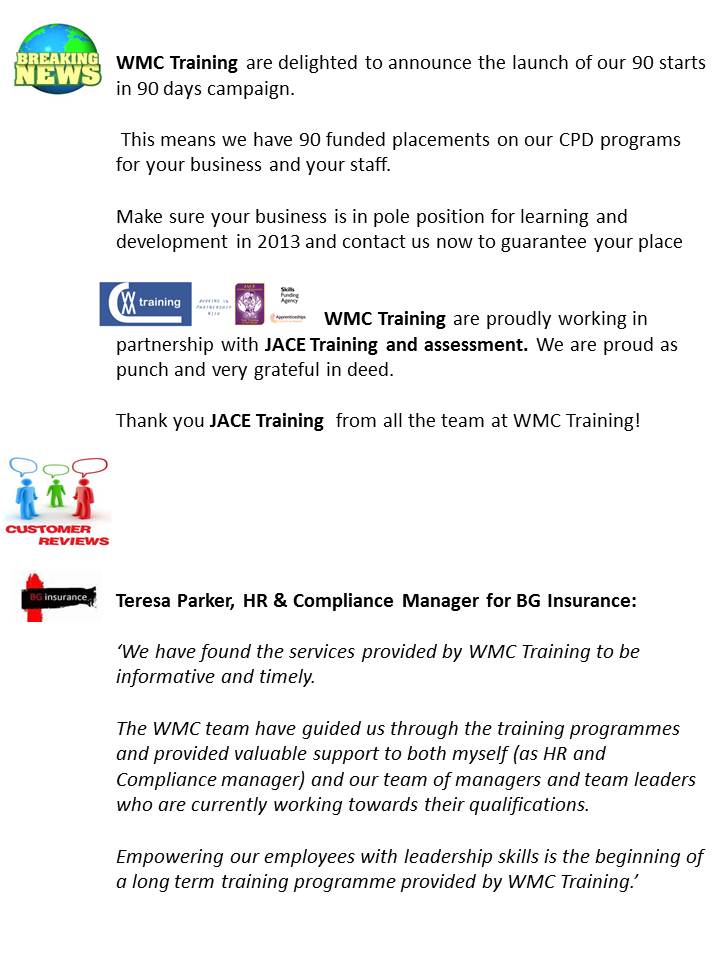 BREAKING
NEWS
WMC Training are delighted to announce the launch of our 90 starts
in 90 days campaign.
This means we have 90 funded placements on our CPD programs
for your business and your staff.
Make sure your business is in pole position for learning and
development in 2013 and contact us now to guarantee your place
training
WORKING IN
PARTNERSHIP
WITH
JACE
Skills
Funding
Agency
Apprenticeships
WMC Training are proudly working in
partnership with JACE Training and assessment. We are proud as
punch and very grateful in deed.
Thank you JACE Training from all the team at WMC Training!
CUSTOMER
REVIEWS
BG insurance
Teresa Parker, HR & Compliance Manager for BG Insurance:
‘We have found the services provided by WMC Training to be
informative and timely.
The WMC team have guided us through the training programmes
and provided valuable support to both myself (as HR and
Compliance manager) and our team of managers and team leaders
who are currently working towards their qualifications.
Empowering our employees with leadership skills is the beginning of
a long term training programme provided by WMC Training.’